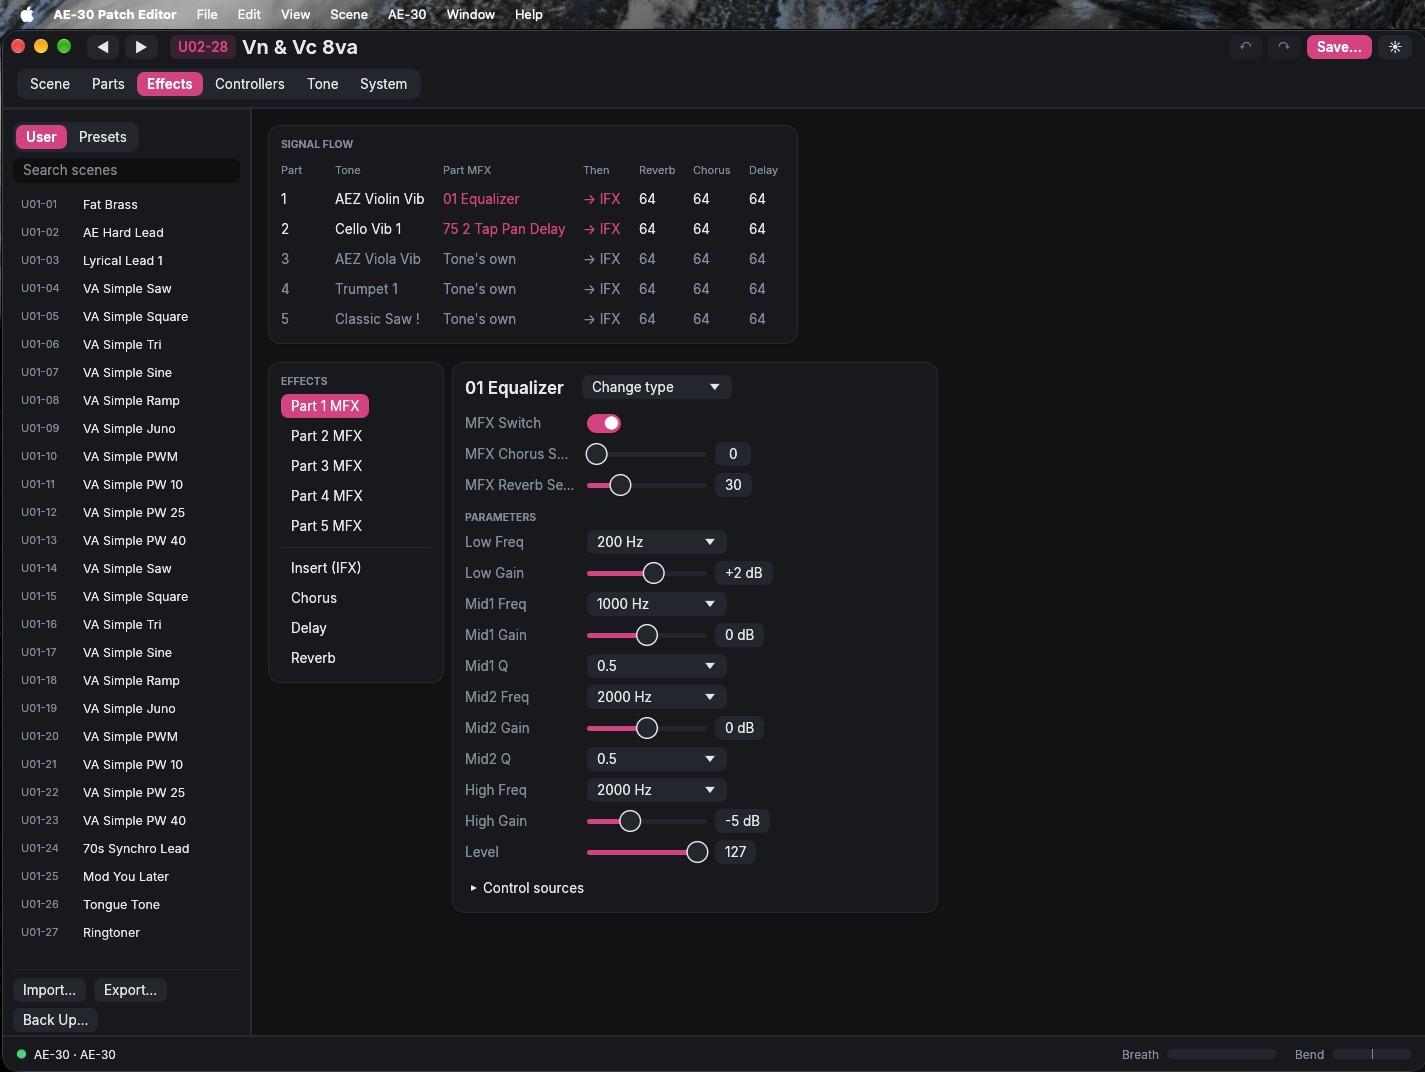 AE-30 Patch Editor File Edit View Scene AE-30 Window Help
U02-28 Vn & Vc 8va Save...
Scene Parts Effects Controllers Tone System
User Presets
Search scenes
U01-01 Fat Brass
U01-02 AE Hard Lead
U01-03 Lyrical Lead 1
U01-04 VA Simple Saw
U01-05 VA Simple Square
U01-06 VA Simple Tri
U01-07 VA Simple Sine
U01-08 VA Simple Ramp
U01-09 VA Simple Juno
U01-10 VA Simple PWM
U01-11 VA Simple PW 10
U01-12 VA Simple PW 25
U01-13 VA Simple PW 40
U01-14 VA Simple Saw
U01-15 VA Simple Square
U01-16 VA Simple Tri
U01-17 VA Simple Sine
U01-18 VA Simple Ramp
U01-19 VA Simple Juno
U01-20 VA Simple PWM
U01-21 VA Simple PW 10
U01-22 VA Simple PW 25
U01-23 VA Simple PW 40
U01-24 70s Synchro Lead
U01-25 Mod You Later
U01-26 Tongue Tone
U01-27 Ringtoner
Import... Export...
Back Up...
SIGNAL FLOW
Part Tone Part MFX Then Reverb Chorus Delay
1 AEZ Violin Vib 01 Equalizer → IFX 64 64 64
2 Cello Vib 1 75 2 Tap Pan Delay → IFX 64 64 64
3 AEZ Viola Vib Tone's own → IFX 64 64 64
4 Trumpet 1 Tone's own → IFX 64 64 64
5 Classic Saw ! Tone's own → IFX 64 64 64
EFFECTS
Part 1 MFX
Part 2 MFX
Part 3 MFX
Part 4 MFX
Part 5 MFX
Insert (IFX)
Chorus
Delay
Reverb
01 Equalizer Change type
MFX Switch
MFX Chorus S... 0
MFX Reverb Se... 30
PARAMETERS
Low Freq 200 Hz
Low Gain +2 dB
Mid1 Freq 1000 Hz
Mid1 Gain 0 dB
Mid1 Q 0.5
Mid2 Freq 2000 Hz
Mid2 Gain 0 dB
Mid2 Q 0.5
High Freq 2000 Hz
High Gain -5 dB
Level 127
Control sources
AE-30 · AE-30 Breath Bend